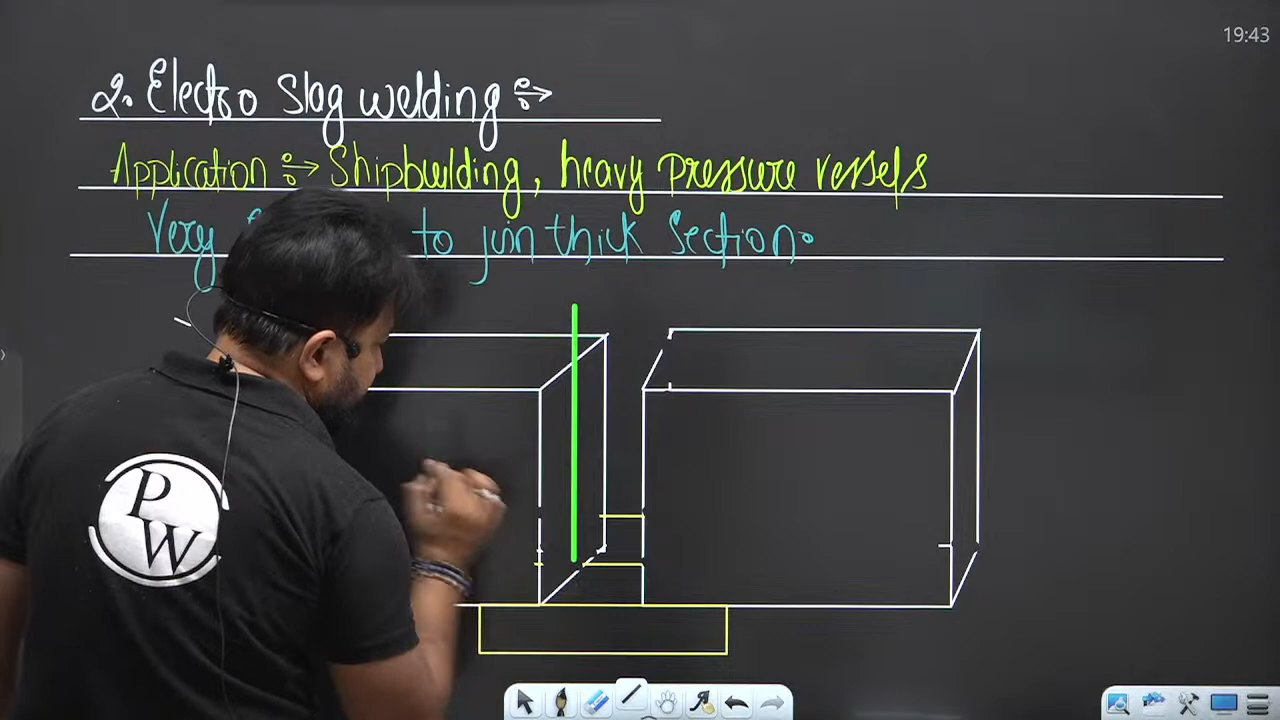 19:43
2. Electro Slag welding :→
Application :→ Shipbuilding, heavy pressure vessels
Very to join thick Section.
P
W